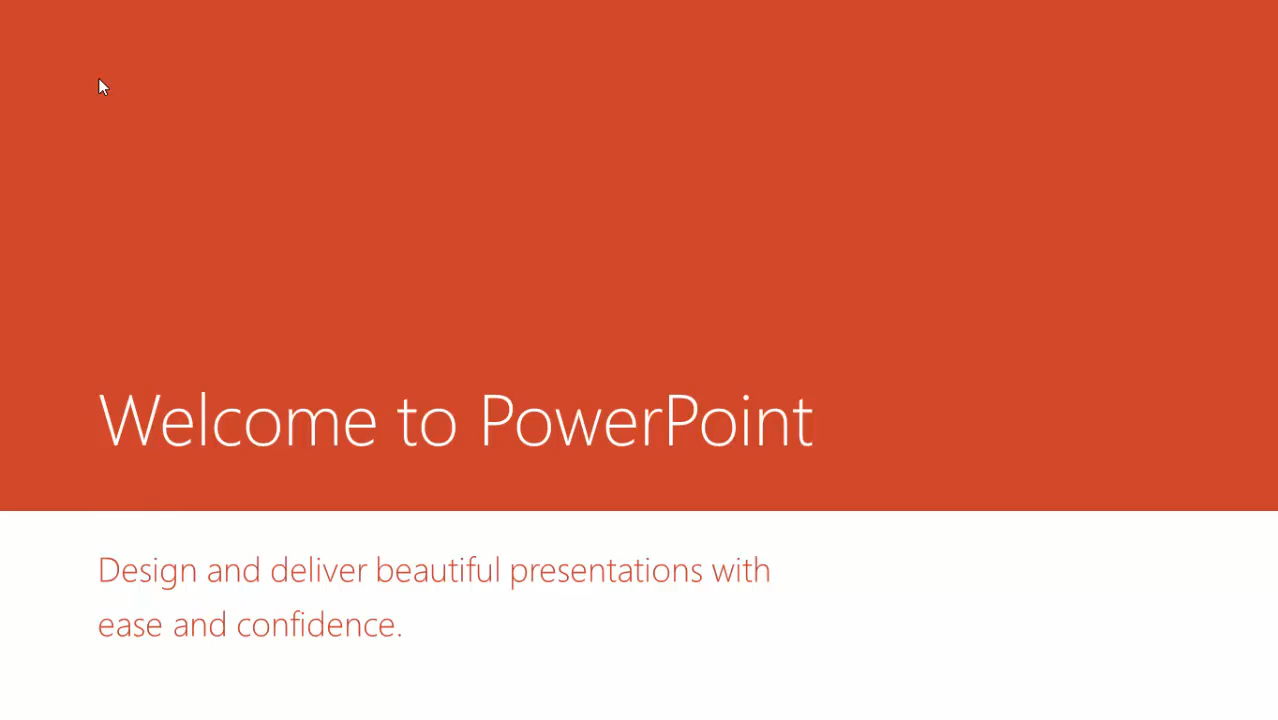 Welcome to PowerPoint
Design and deliver beautiful presentations with
ease and confidence.